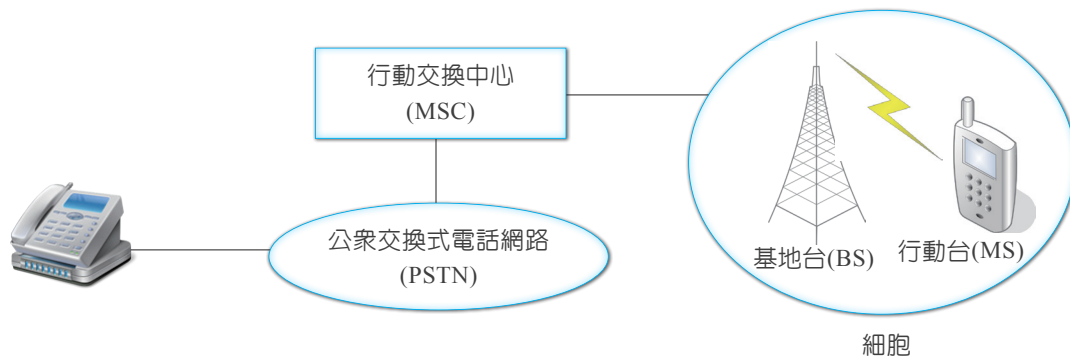 行動交換中心
(MSC)
公眾交換式電話網路
(PSTN)
基地台(BS)
行動台(MS)
細胞